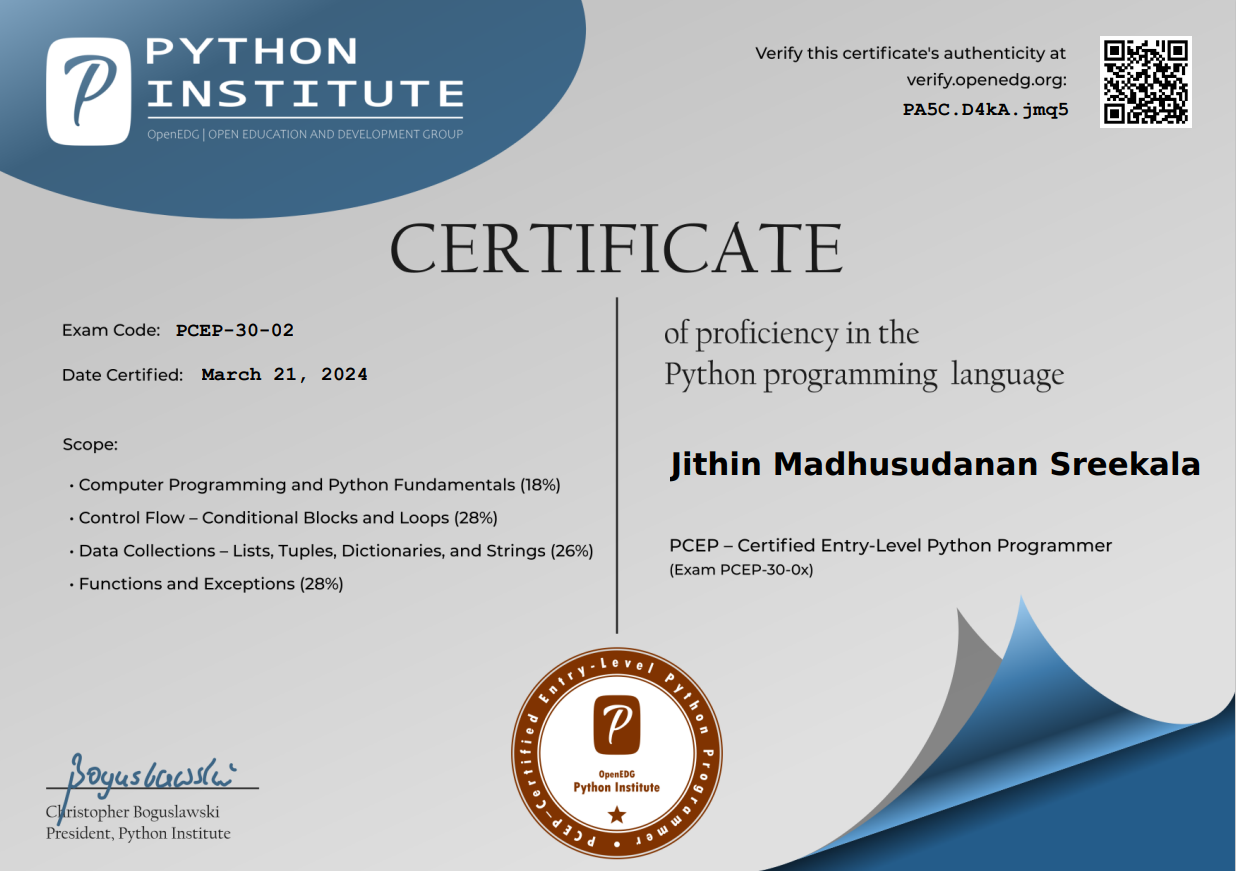 PYTHON
INSTITUTE
OpenEDG | OPEN EDUCATION AND DEVELOPMENT GROUP
Verify this certificate's authenticity at
verify.openedg.org:
PA5C.D4kA.jmq5
CERTIFICATE
Exam Code: PCEP-30-02
Date Certified: March 21, 2024
Scope:
• Computer Programming and Python Fundamentals (18%)
• Control Flow – Conditional Blocks and Loops (28%)
• Data Collections – Lists, Tuples, Dictionaries, and Strings (26%)
• Functions and Exceptions (28%)
of proficiency in the
Python programming language
Jithin Madhusudanan Sreekala
PCEP – Certified Entry-Level Python Programmer
(Exam PCEP-30-0x)
PCEP-Certified Entry-Level Python Programmer •
P
OpenEDG
Python Institute
Boguslawski
Christopher Boguslawski
President, Python Institute